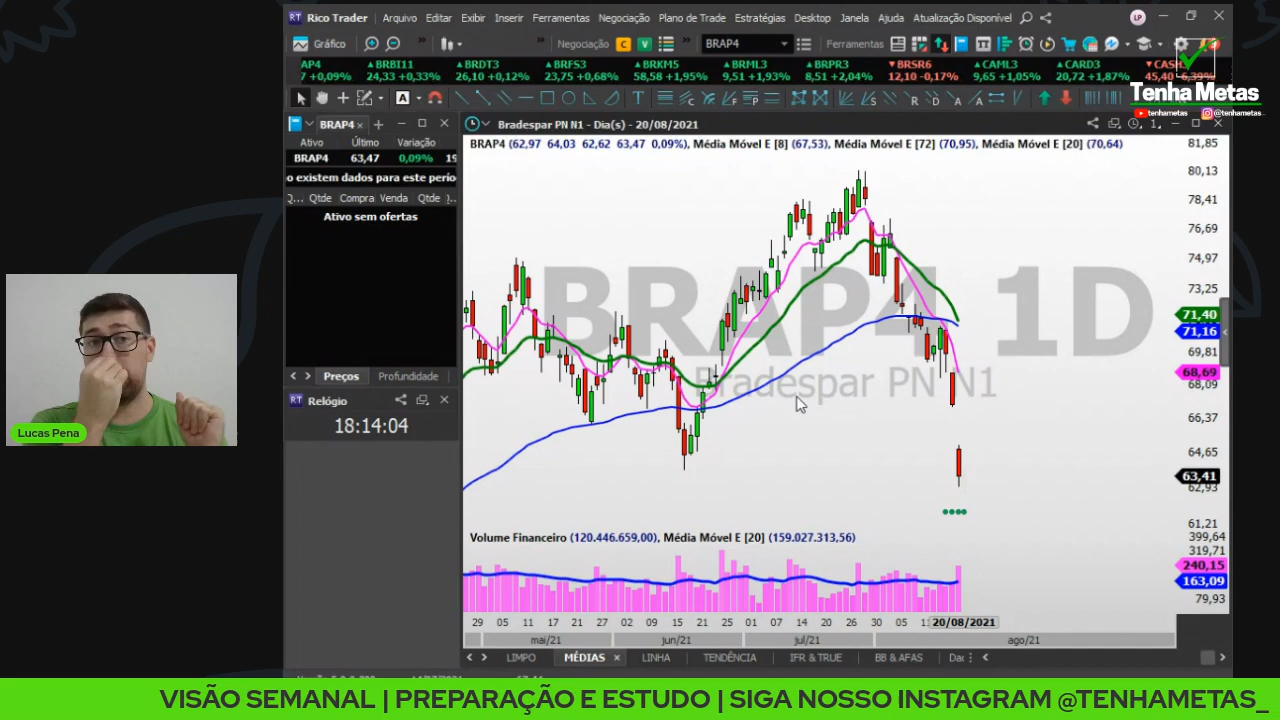 RT Rico Trader Arquivo Editar Exibir Inserir Ferramentas Negociação Plano de Trade Estratégias Desktop Janela Ajuda Atualização Disponível LP
Gráfico Negociação C V BRAP4 Ferramentas
AP4 BRBI11 BRDT3 BRFS3 BRKM5 BRML3 BRPR3 BRSR6 CAML3 CARD3 CAS
7 +0,09% 24,33 +0,33% 26,10 +0,12% 23,75 +0,68% 58,58 +1,95% 9,51 +1,93% 8,51 +2,04% 12,10 -0,17% 9,65 +1,05% 20,72 +1,87% 45,40 -6,39%
Tenha Metas
tenhametas @tenhametas_
BRAP4
Ativo Último Variação
BRAP4 63,47 0,09% 19
o existem dados para este perío
Q... Qtde Compra Venda Qtde
Ativo sem ofertas
Preços Profundidade
RT Relógio
18:14:04
Lucas Pena
Bradespar PN N1 - Dia(s) - 20/08/2021
BRAP4 (62,97 64,03 62,62 63,47 0,09%), Média Móvel E [8] (67,53), Média Móvel E [72] (70,95), Média Móvel E [20] (70,64)
BRAP4 1D
Bradespar PN N1
81,85
80,13
78,41
76,69
74,97
73,25
71,40
71,16
69,81
68,69
68,09
66,37
64,65
63,41
62,93
61,21
Volume Financeiro (120.446.659,00), Média Móvel E [20] (159.027.313,56)
399,64
319,71
240,15
163,09
79,93
29 05 11 17 21 27 02 09 15 21 25 01 07 14 20 26 30 05 20/08/2021
mai/21 jun/21 jul/21 ago/21
LIMPO MÉDIAS LINHA TENDÊNCIA IFR & TRUE BB & AFAS
VISÃO SEMANAL | PREPARAÇÃO E ESTUDO | SIGA NOSSO INSTAGRAM @TENHAMETAS_